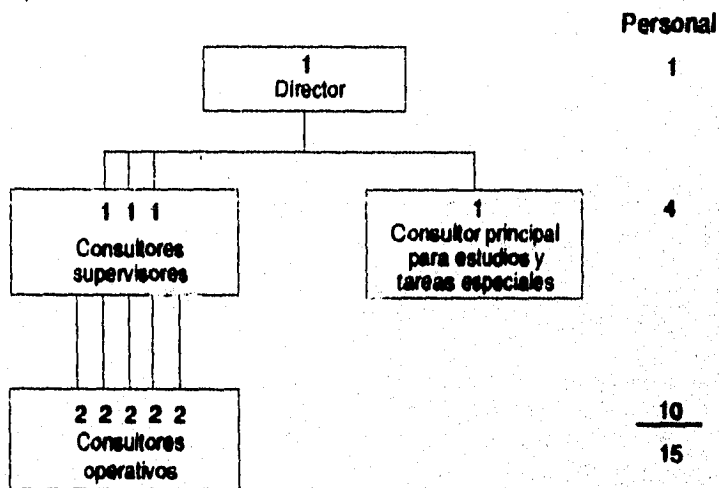 Personal
1
Director
1
1 1 1
Consultores
supervisores
1
Consultor principal
para estudios y
tareas especiales
4
2 2 2 2 2
Consultores
operativos
10
15